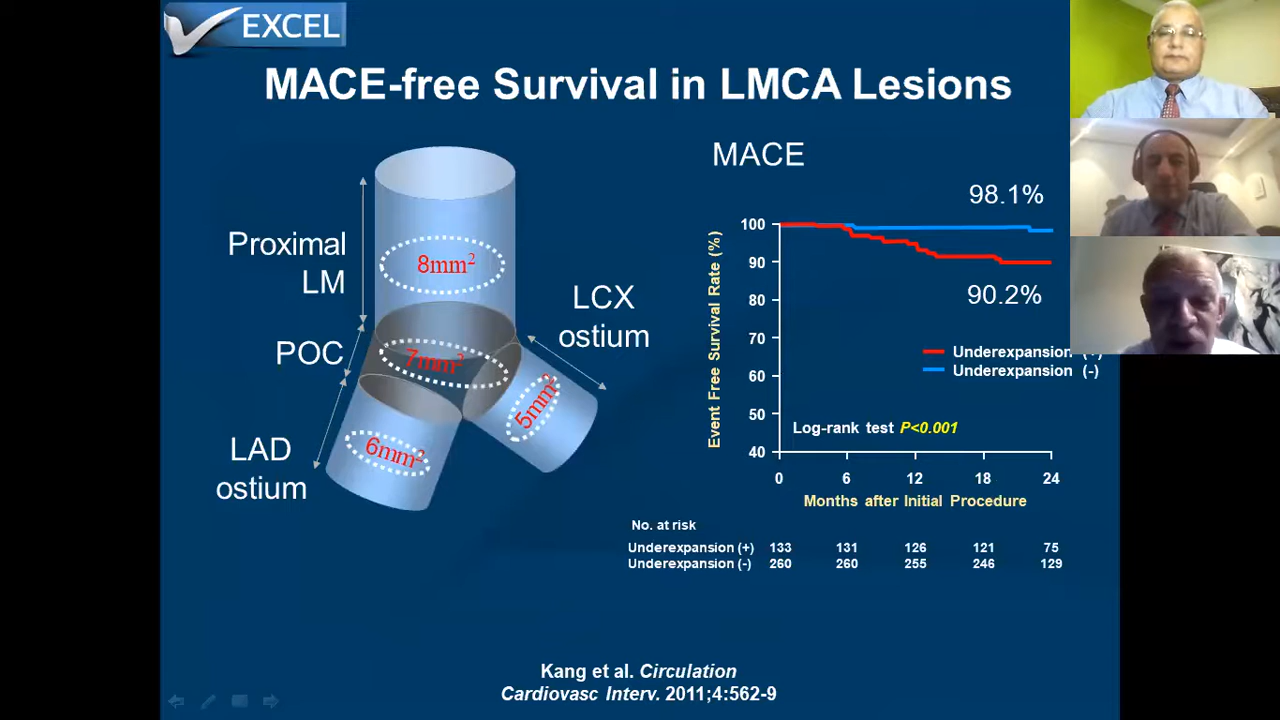 EXCEL
MACE-free Survival in LMCA Lesions
Proximal
LM
POC
LAD
ostium
LCX
ostium
8mm²
7mm²
5mm²
6mm²
MACE
98.1%
90.2%
Event Free Survival Rate (%)
100
90
80
70
60
50
40
Underexpansion
Underexpansion (-)
Log-rank test P<0.001
0 6 12 18 24
Months after Initial Procedure
No. at risk
Underexpansion (+) 133 131 126 121 75
Underexpansion (-) 260 260 255 246 129
Kang et al. Circulation
Cardiovasc Interv. 2011;4:562-9